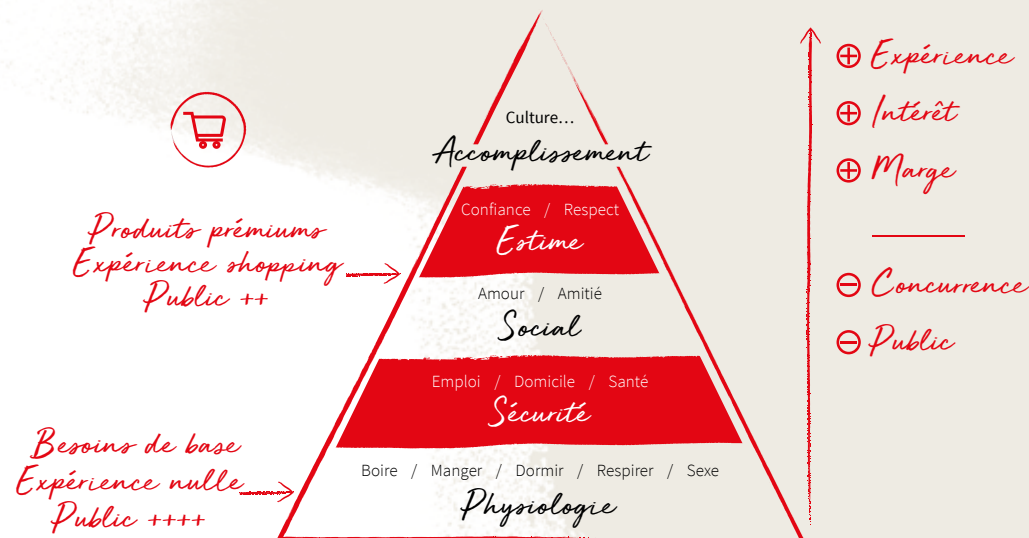 Culture...
Accomplissement
Confiance / Respect
Estime
Amour / Amitié
Social
Emploi / Domicile / Santé
Sécurité
Boire / Manger / Dormir / Respirer / Sexe
Physiologie
Produits prémiums
Expérience shopping
Public ++
Besoins de base
Expérience nulle
Public ++++
+ Expérience
+ Intérêt
+ Marge
- Concurrence
- Public